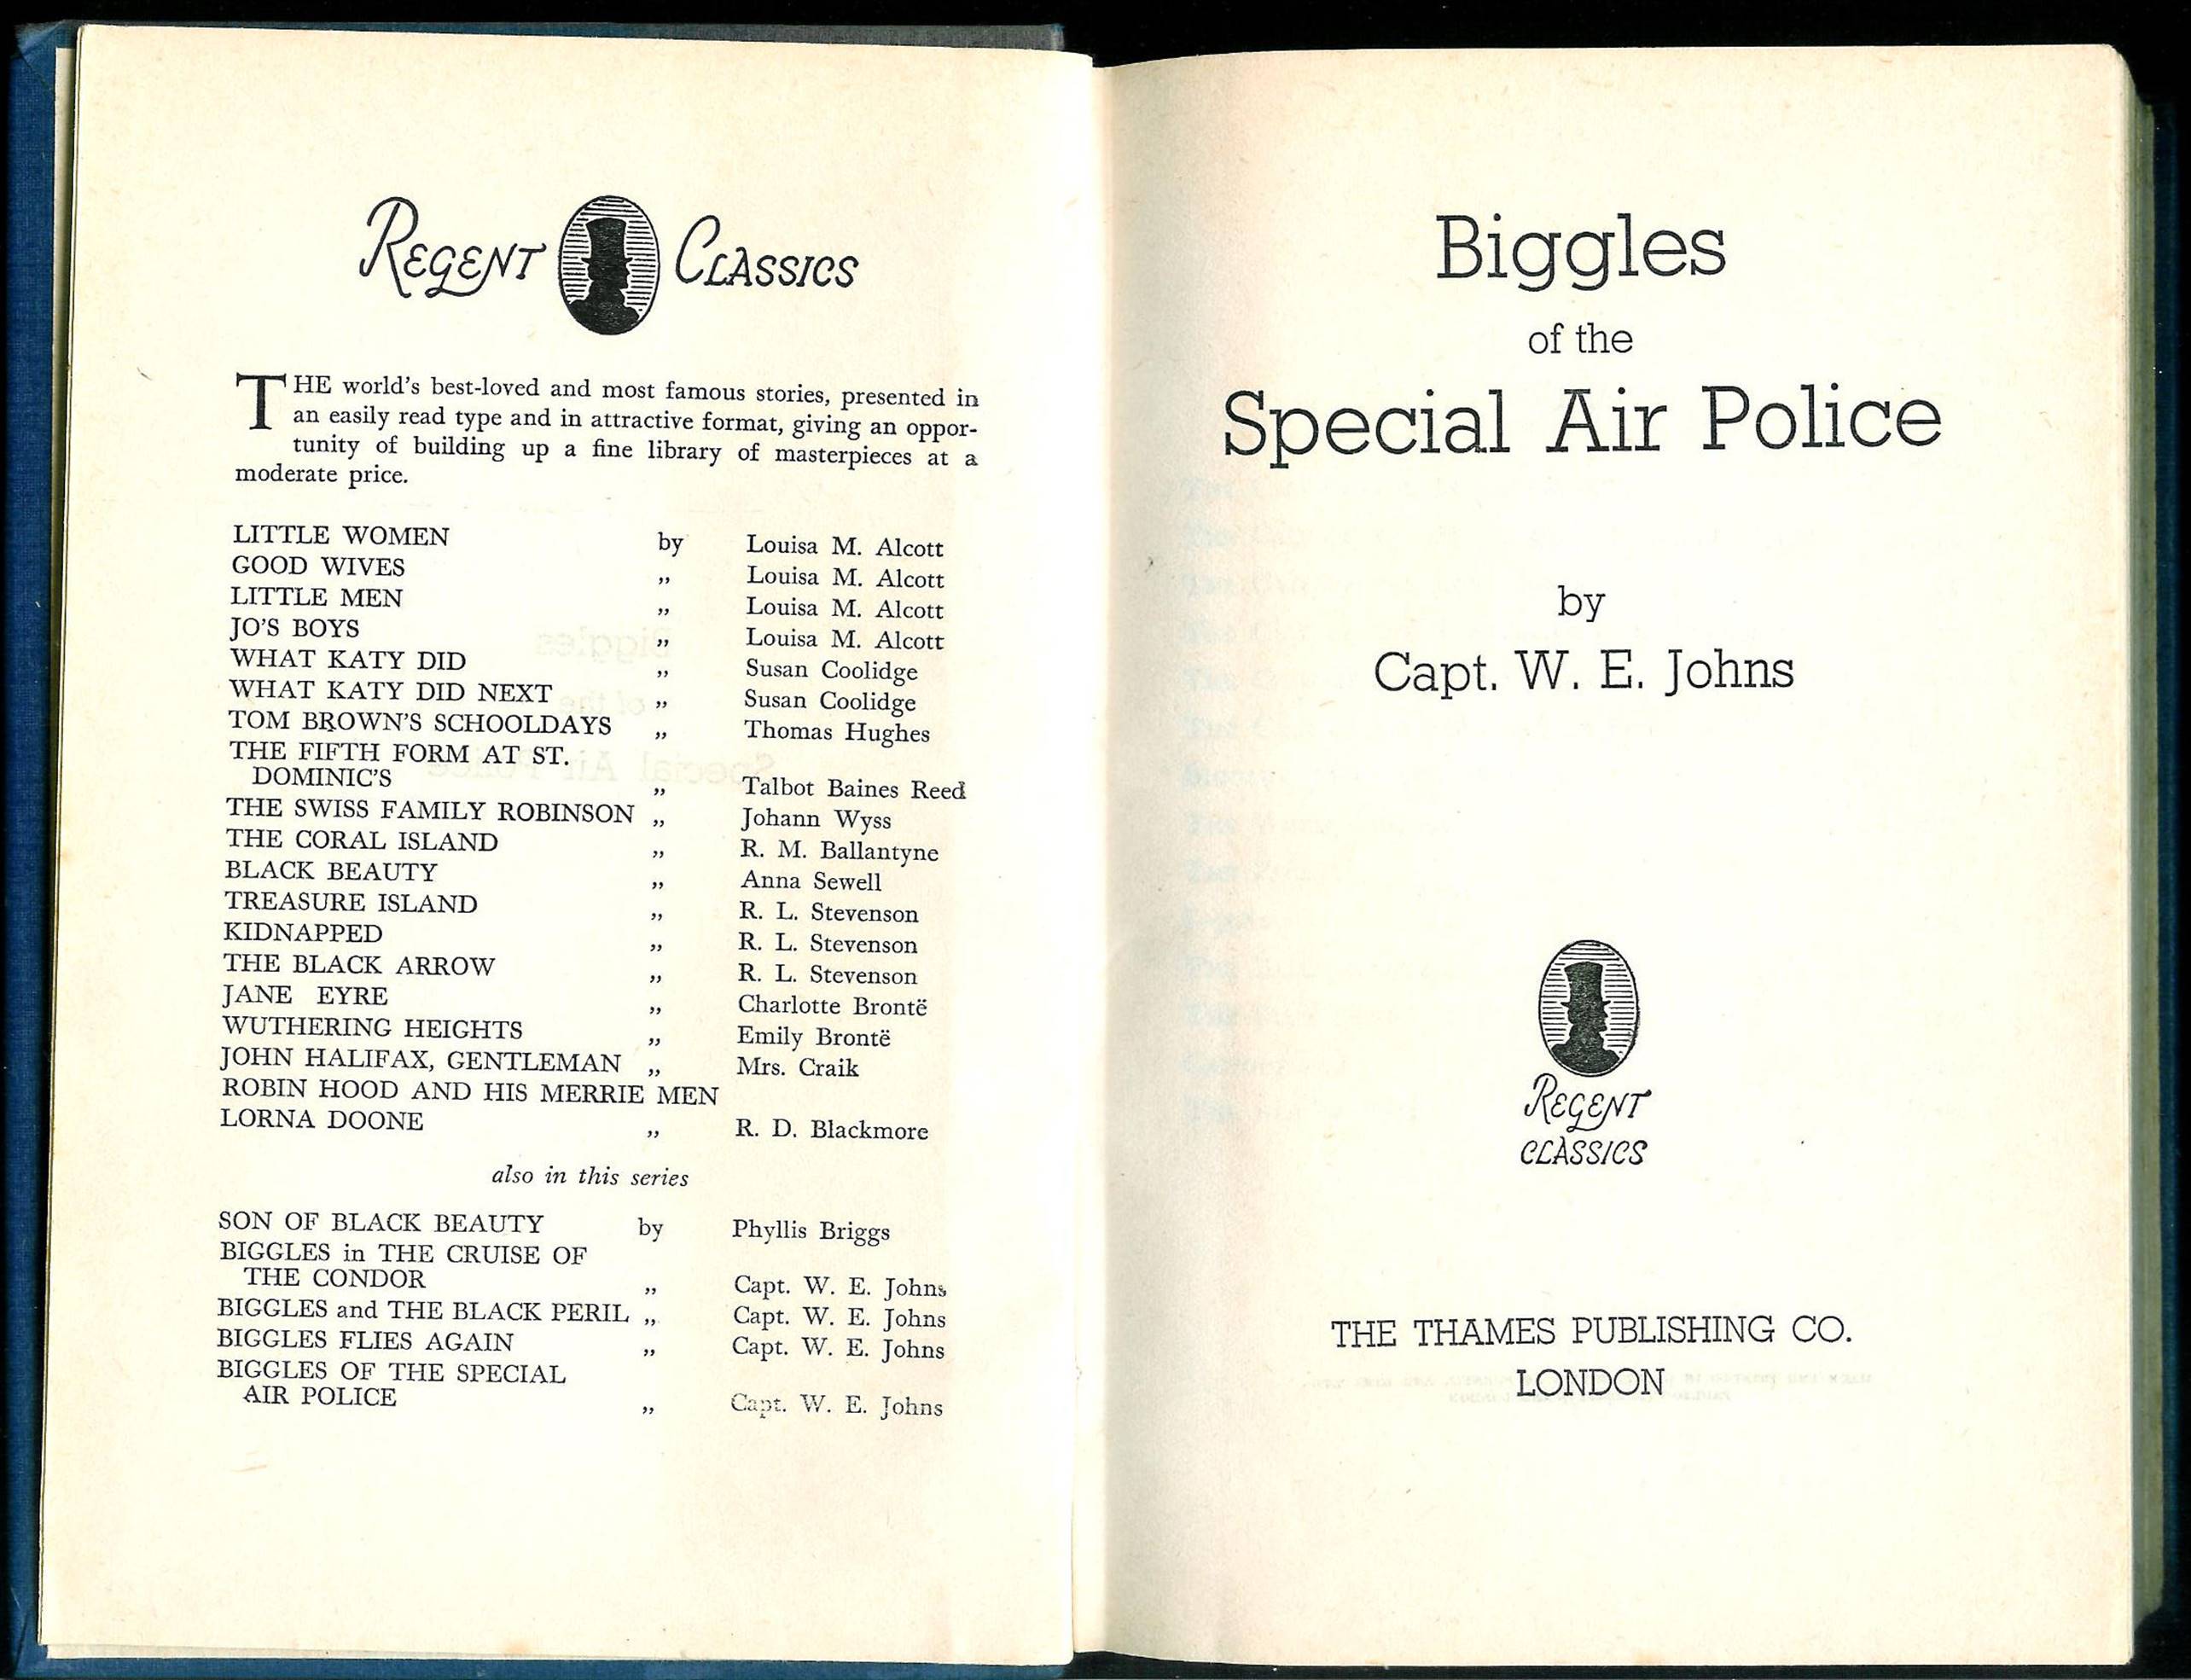 REGENT CLASSICS
THE world's best-loved and most famous stories, presented in
an easily read type and in attractive format, giving an oppor-
tunity of building up a fine library of masterpieces at a
moderate price.
LITTLE WOMEN by Louisa M. Alcott
GOOD WIVES ,, Louisa M. Alcott
LITTLE MEN ,, Louisa M. Alcott
JO'S BOYS ,, Louisa M. Alcott
WHAT KATY DID ,, Susan Coolidge
WHAT KATY DID NEXT ,, Susan Coolidge
TOM BROWN'S SCHOOLDAYS ,, Thomas Hughes
THE FIFTH FORM AT ST.
DOMINIC'S ,, Talbot Baines Reed
THE SWISS FAMILY ROBINSON ,, Johann Wyss
THE CORAL ISLAND ,, R. M. Ballantyne
BLACK BEAUTY ,, Anna Sewell
TREASURE ISLAND ,, R. L. Stevenson
KIDNAPPED ,, R. L. Stevenson
THE BLACK ARROW ,, R. L. Stevenson
JANE EYRE ,, Charlotte Brontë
WUTHERING HEIGHTS ,, Emily Brontë
JOHN HALIFAX, GENTLEMAN ,, Mrs. Craik
ROBIN HOOD AND HIS MERRIE MEN
LORNA DOONE ,, R. D. Blackmore
also in this series
SON OF BLACK BEAUTY by Phyllis Briggs
BIGGLES in THE CRUISE OF
THE CONDOR ,, Capt. W. E. Johns
BIGGLES and THE BLACK PERIL ,, Capt. W. E. Johns
BIGGLES FLIES AGAIN ,, Capt. W. E. Johns
BIGGLES OF THE SPECIAL
AIR POLICE ,, Capt. W. E. Johns
Biggles
of the
Special Air Police
by
Capt. W. E. Johns
REGENT
CLASSICS
THE THAMES PUBLISHING CO.
LONDON